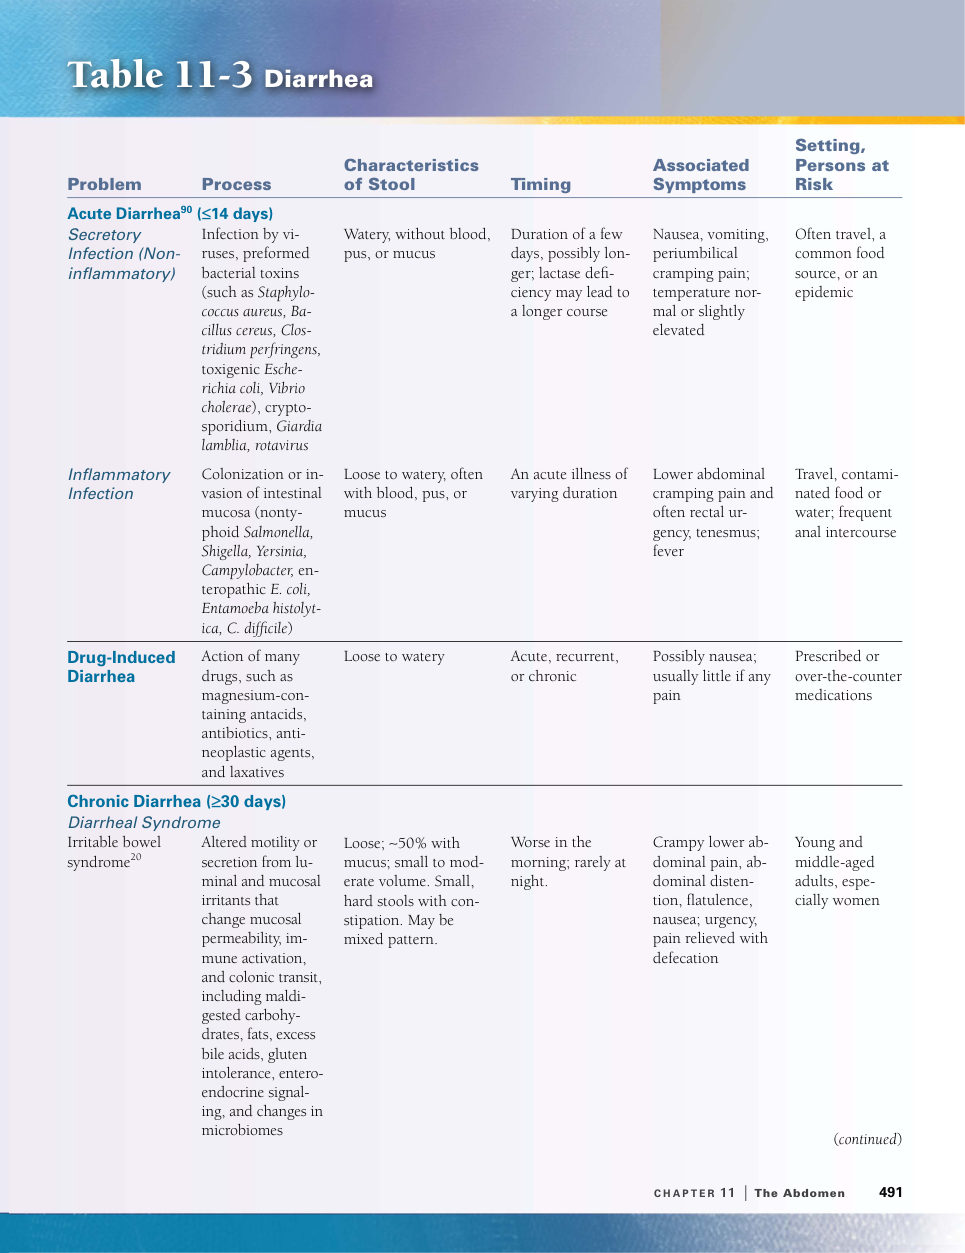 Table 11-3 Diarrhea
Problem
Process
Characteristics
of Stool
Timing
Associated
Symptoms
Setting,
Persons at
Risk
Acute Diarrhea90 (≤14 days)
Secretory
Infection (Non-
inflammatory)
Infection by vi-
ruses, preformed
bacterial toxins
(such as Staphylo-
coccus aureus, Ba-
cillus cereus, Clos-
tridium perfringens,
toxigenic Esche-
richia coli, Vibrio
cholerae), crypto-
sporidium, Giardia
lamblia, rotavirus
Watery, without blood,
pus, or mucus
Duration of a few
days, possibly lon-
ger; lactase defi-
ciency may lead to
a longer course
Nausea, vomiting,
periumbilical
cramping pain;
temperature nor-
mal or slightly
elevated
Often travel, a
common food
source, or an
epidemic
Inflammatory
Infection
Colonization or in-
vasion of intestinal
mucosa (nonty-
phoid Salmonella,
Shigella, Yersinia,
Campylobacter, en-
teropathic E. coli,
Entamoeba histolyt-
ica, C. difficile)
Loose to watery, often
with blood, pus, or
mucus
An acute illness of
varying duration
Lower abdominal
cramping pain and
often rectal ur-
gency, tenesmus;
fever
Travel, contami-
nated food or
water; frequent
anal intercourse
Drug-Induced
Diarrhea
Action of many
drugs, such as
magnesium-con-
taining antacids,
antibiotics, anti-
neoplastic agents,
and laxatives
Loose to watery
Acute, recurrent,
or chronic
Possibly nausea;
usually little if any
pain
Prescribed or
over-the-counter
medications
Chronic Diarrhea (≥30 days)
Diarrheal Syndrome
Irritable bowel
syndrome20
Altered motility or
secretion from lu-
minal and mucosal
irritants that
change mucosal
permeability, im-
mune activation,
and colonic transit,
including maldi-
gested carbohy-
drates, fats, excess
bile acids, gluten
intolerance, entero-
endocrine signal-
ing, and changes in
microbiomes
Loose; ~50% with
mucus; small to mod-
erate volume. Small,
hard stools with con-
stipation. May be
mixed pattern.
Worse in the
morning; rarely at
night.
Crampy lower ab-
dominal pain, ab-
dominal disten-
tion, flatulence,
nausea; urgency,
pain relieved with
defecation
Young and
middle-aged
adults, espe-
cially women
(continued)
CHAPTER 11 | The Abdomen 491